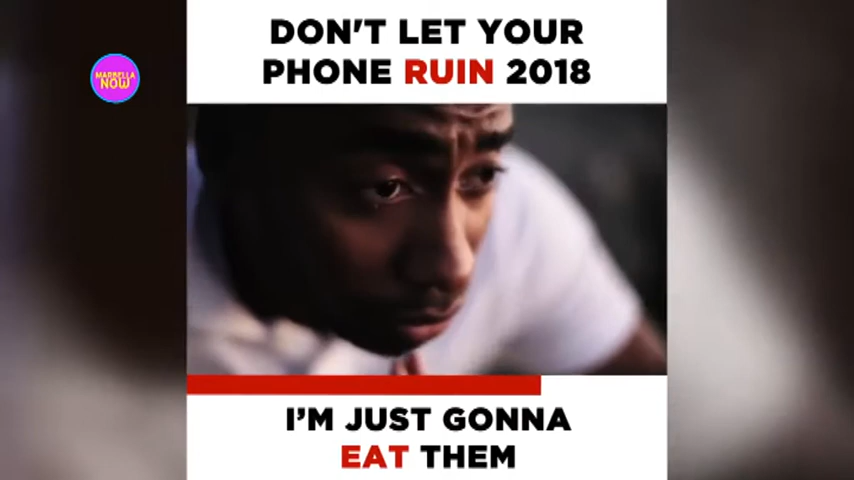 DON'T LET YOUR
PHONE RUIN 2018
MARBELLA
NOW
I'M JUST GONNA
EAT THEM